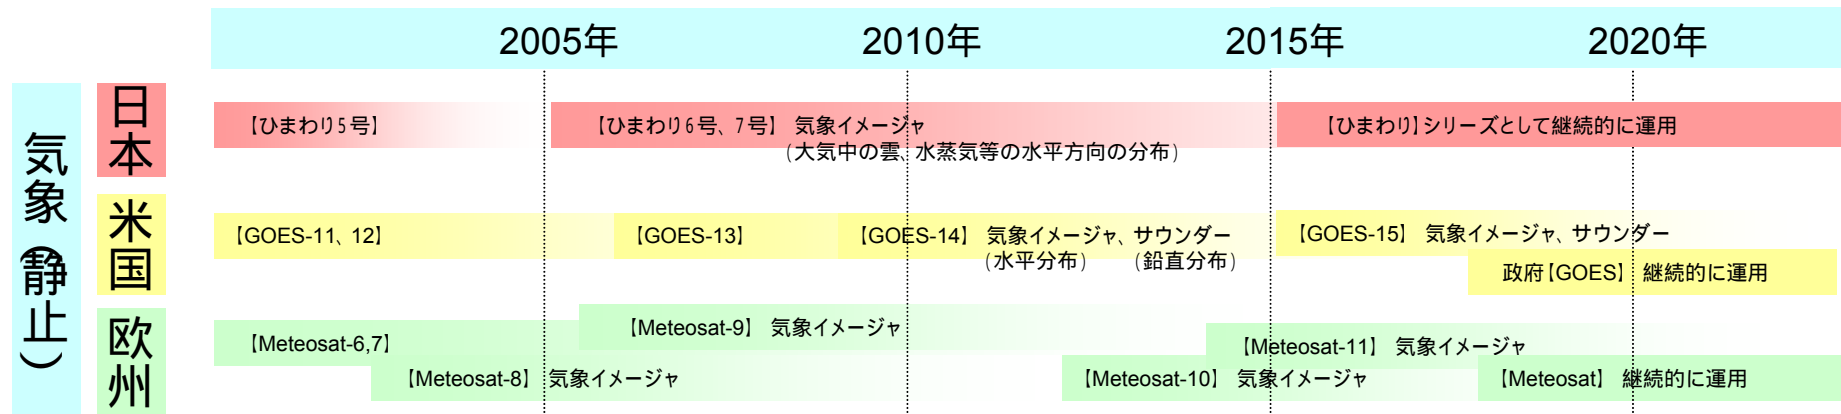 2005年 2010年 2015年 2020年
気象(静止)
日本
【ひまわり5号】 【ひまわり6号、7号】 気象イメージャ 【ひまわり】シリーズとして継続的に運用
(大気中の雲、水蒸気等の水平方向の分布)
米国
【GOES-11、12】 【GOES-13】 【GOES-14】 気象イメージャ、サウンダー 【GOES-15】 気象イメージャ、サウンダー
(水平分布) (鉛直分布)
政府【GOES】 継続的に運用
欧州
【Meteosat-9】 気象イメージャ
【Meteosat-6,7】 【Meteosat-11】 気象イメージャ
【Meteosat-8】 気象イメージャ 【Meteosat-10】 気象イメージャ 【Meteosat】 継続的に運用